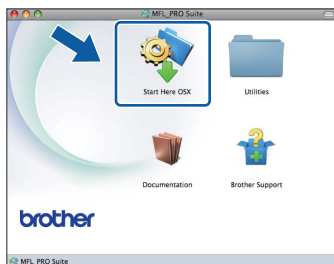 MFL_PRO Suite
Start Here OSX
Utilities
Documentation
Brother Support
brother
MFL_PRO Suite